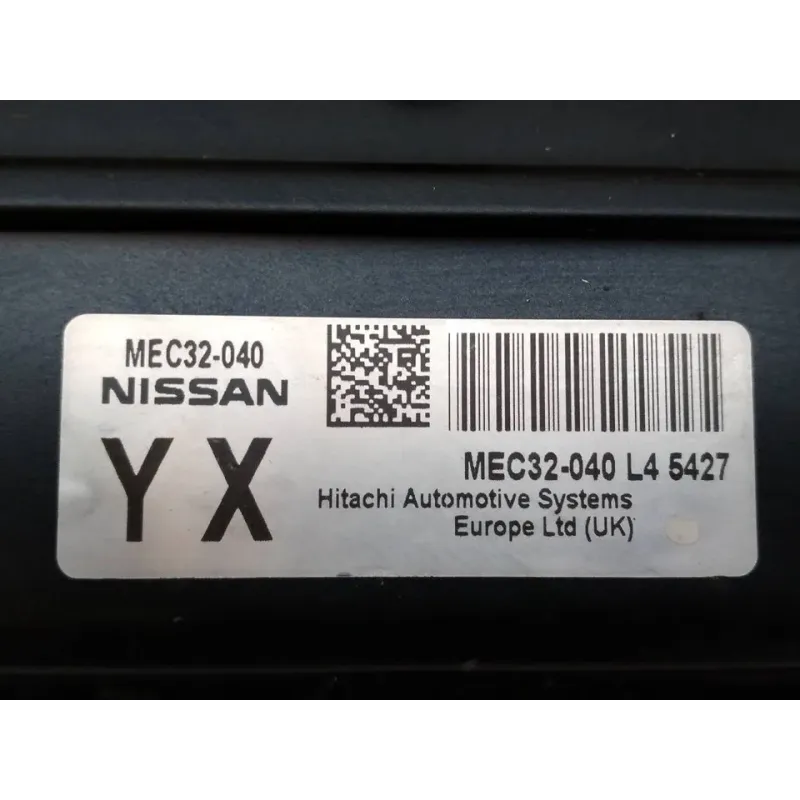 MEC32-040
NISSAN
YX
MEC32-040 L4 5427
Hitachi Automotive Systems
Europe Ltd (UK)